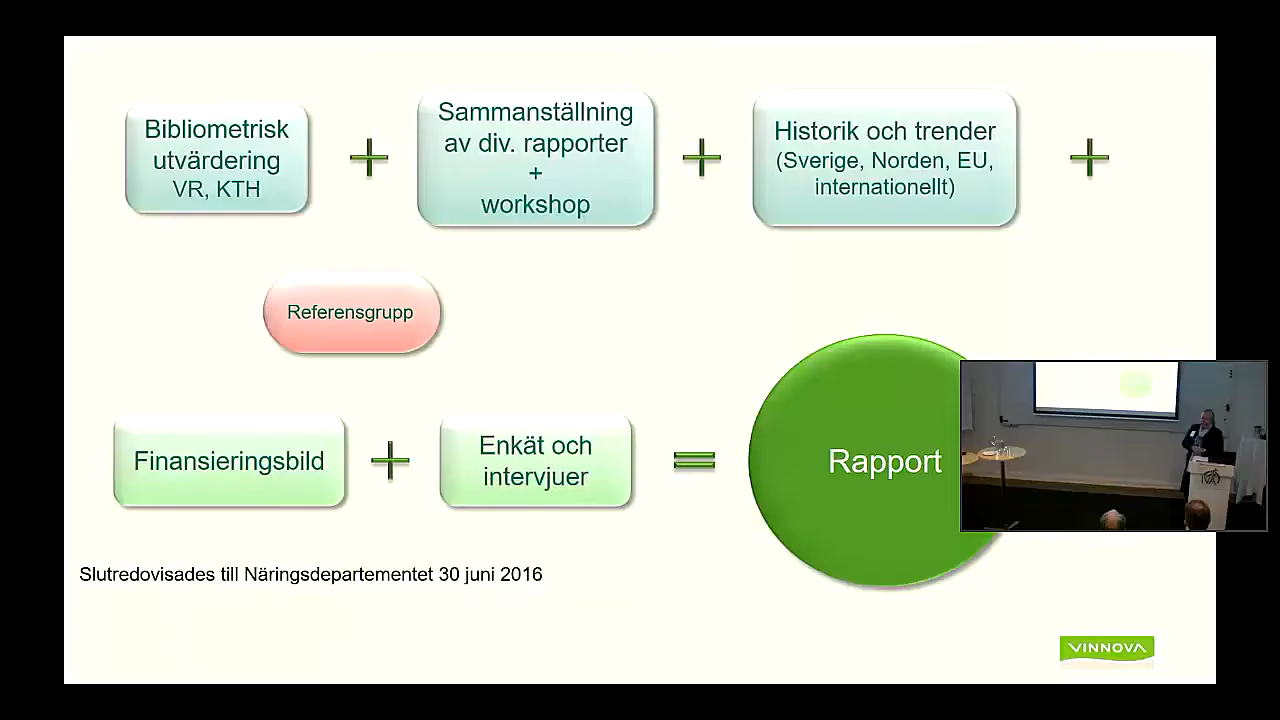 Bibliometrisk
utvärdering
VR, KTH
+
Sammanställning
av div. rapporter
+
workshop
+
Historik och trender
(Sverige, Norden, EU,
internationellt)
+
Referensgrupp
Finansieringsbild
+
Enkät och
intervjuer
=
Rapport
Slutredovisades till Näringsdepartementet 30 juni 2016
VINNOVA
IVA